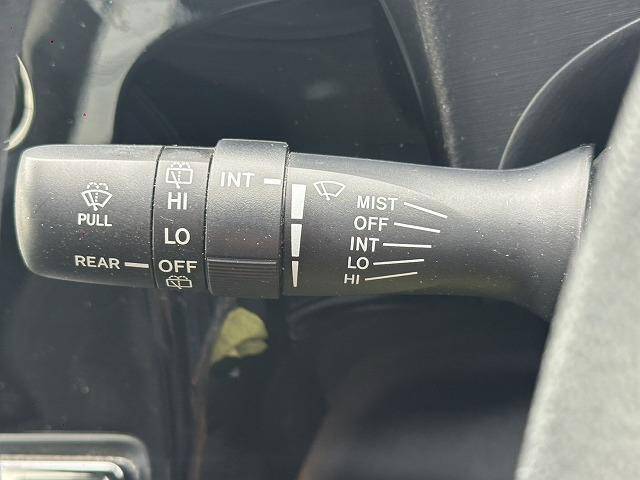 PULL
REAR
HI
LO
OFF
INT
MIST
OFF
INT
LO
HI